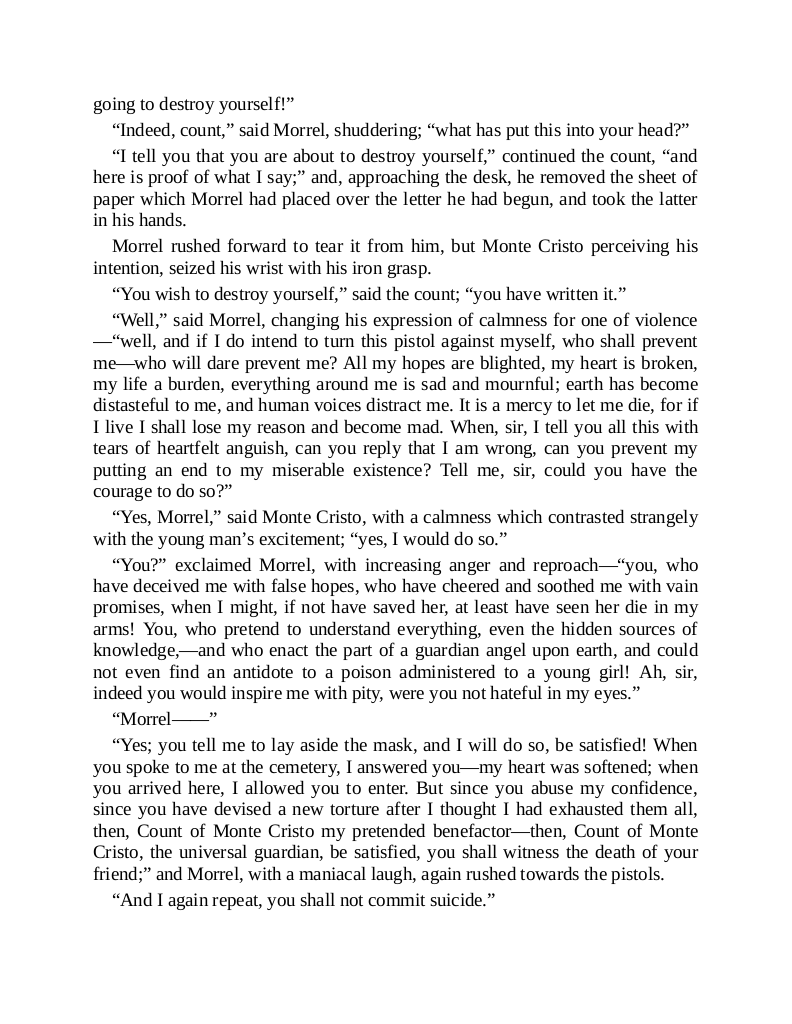 going to destroy yourself!”
“Indeed, count,” said Morrel, shuddering; “what has put this into your head?”
“I tell you that you are about to destroy yourself,” continued the count, “and
here is proof of what I say;” and, approaching the desk, he removed the sheet of
paper which Morrel had placed over the letter he had begun, and took the latter
in his hands.
Morrel rushed forward to tear it from him, but Monte Cristo perceiving his
intention, seized his wrist with his iron grasp.
“You wish to destroy yourself,” said the count; “you have written it.”
“Well,” said Morrel, changing his expression of calmness for one of violence
—“well, and if I do intend to turn this pistol against myself, who shall prevent
me—who will dare prevent me? All my hopes are blighted, my heart is broken,
my life a burden, everything around me is sad and mournful; earth has become
distasteful to me, and human voices distract me. It is a mercy to let me die, for if
I live I shall lose my reason and become mad. When, sir, I tell you all this with
tears of heartfelt anguish, can you reply that I am wrong, can you prevent my
putting an end to my miserable existence? Tell me, sir, could you have the
courage to do so?”
“Yes, Morrel,” said Monte Cristo, with a calmness which contrasted strangely
with the young man’s excitement; “yes, I would do so.”
“You?” exclaimed Morrel, with increasing anger and reproach—“you, who
have deceived me with false hopes, who have cheered and soothed me with vain
promises, when I might, if not have saved her, at least have seen her die in my
arms! You, who pretend to understand everything, even the hidden sources of
knowledge,—and who enact the part of a guardian angel upon earth, and could
not even find an antidote to a poison administered to a young girl! Ah, sir,
indeed you would inspire me with pity, were you not hateful in my eyes.”
“Morrel——”
“Yes; you tell me to lay aside the mask, and I will do so, be satisfied! When
you spoke to me at the cemetery, I answered you—my heart was softened; when
you arrived here, I allowed you to enter. But since you abuse my confidence,
since you have devised a new torture after I thought I had exhausted them all,
then, Count of Monte Cristo my pretended benefactor—then, Count of Monte
Cristo, the universal guardian, be satisfied, you shall witness the death of your
friend;” and Morrel, with a maniacal laugh, again rushed towards the pistols.
“And I again repeat, you shall not commit suicide.”